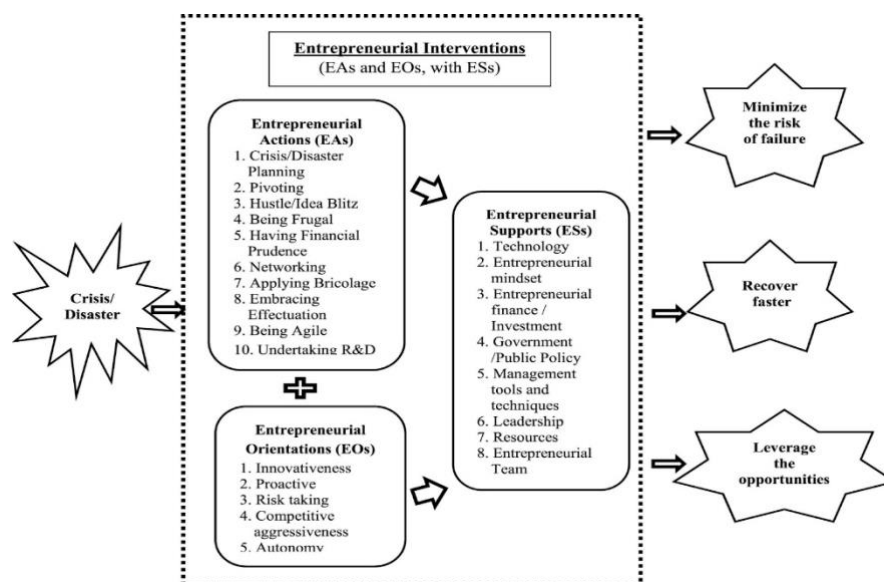 Entrepreneurial Interventions
(EAs and EOs, with ESs)
Crisis/
Disaster
Entrepreneurial
Actions (EAs)
1. Crisis/Disaster
Planning
2. Pivoting
3. Hustle/Idea Blitz
4. Being Frugal
5. Having Financial
Prudence
6. Networking
7. Applying Bricolage
8. Embracing
Effectuation
9. Being Agile
10. Undertaking R&D
Entrepreneurial
Orientations (EOs)
1. Innovativeness
2. Proactive
3. Risk taking
4. Competitive
aggressiveness
5. Autonomy
Entrepreneurial
Supports (ESs)
1. Technology
2. Entrepreneurial
mindset
3. Entrepreneurial
finance /
Investment
4. Government
/Public Policy
5. Management
tools and
techniques
6. Leadership
7. Resources
8. Entrepreneurial
Team
Minimize
the risk
of failure
Recover
faster
Leverage
the
opportunities